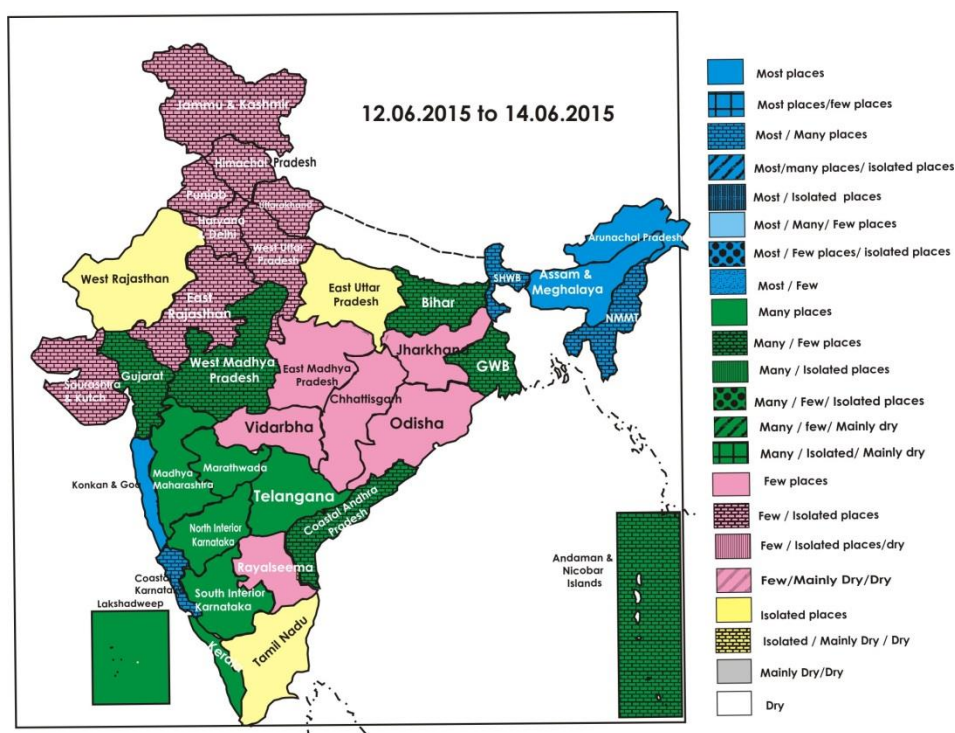 12.06.2015 to 14.06.2015
Jammu & Kashmir
Himachal Pradesh
Punjab
Uttarakhand
Haryana
& Delhi
West Uttar
Pradesh
West Rajasthan
East
Rajasthan
East Uttar
Pradesh
Bihar
SHWB
Arunachal Pradesh
Assam &
Meghalaya
NMMT
Saurashtra
& Kutch
Gujarat
West Madhya
Pradesh
East Madhya
Pradesh
Jharkhan
GWB
Chhattisgarh
Vidarbha
Odisha
Konkan & Goa
Madhya
Maharashtra
Marathwada
Telangana
Coastal Andhra
Pradesh
North Interior
Karnataka
Rayalseema
Coasta
Karnata
South Interior
Karnataka
Lakshadweep
Kerala
Tamil Nadu
Andaman &
Nicobar
Islands
Most places
Most places/few places
Most / Many places
Most/many places/ isolated places
Most / Isolated places
Most / Many/ Few places
Most / Few places/ isolated places
Most / Few
Many places
Many / Few places
Many / Isolated places
Many / Few/ Isolated places
Many / few/ Mainly dry
Many / Isolated/ Mainly dry
Few places
Few / Isolated places
Few / Isolated places/dry
Few/Mainly Dry/Dry
Isolated places
Isolated / Mainly Dry / Dry
Mainly Dry/Dry
Dry